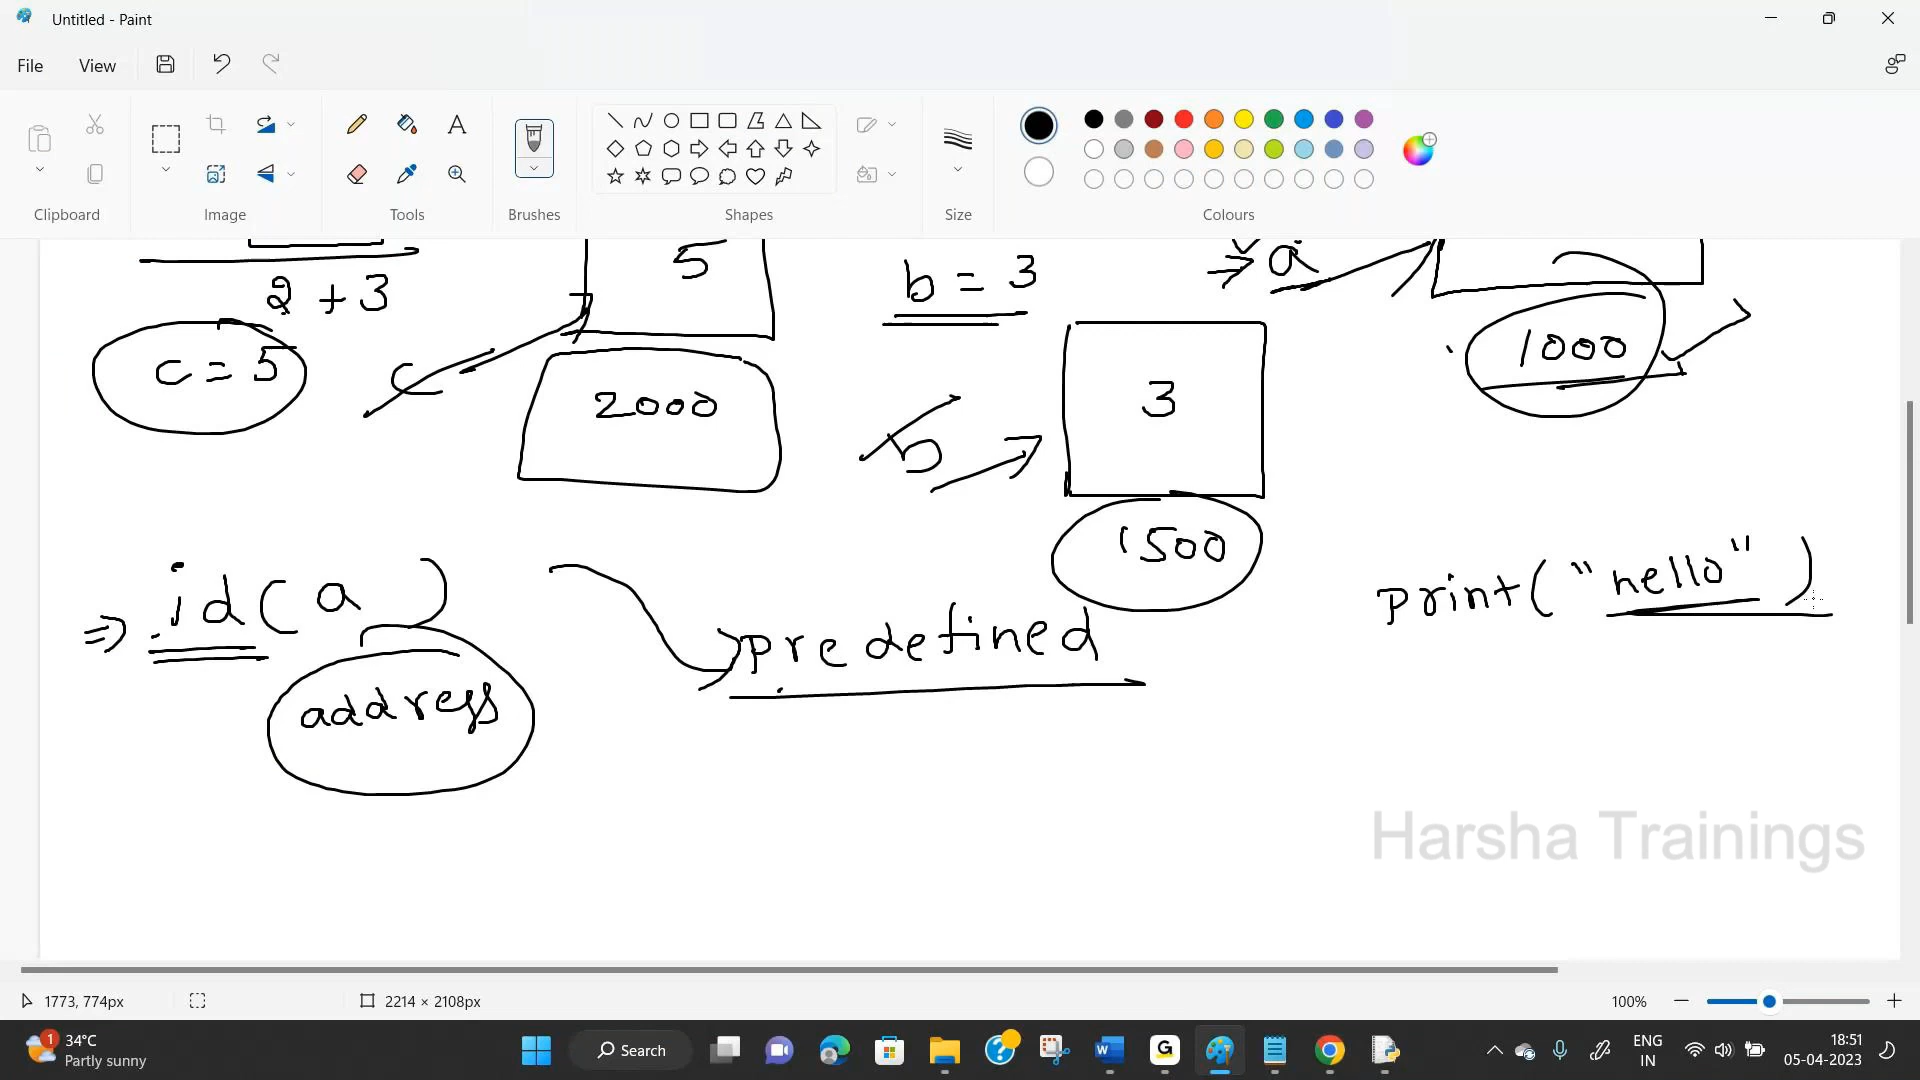 Untitled - Paint
File
View
Clipboard
Image
Tools
Brushes
Shapes
Size
Colours
2 + 3
5
b = 3
a
c = 5
c
2000
b
3
1000
1500
id(a)
address
predefined
print("hello")
Harsha Trainings
1773, 774px
2214 × 2108px
100%
1
34°C
Partly sunny
Search
ENG
IN
18:51
05-04-2023